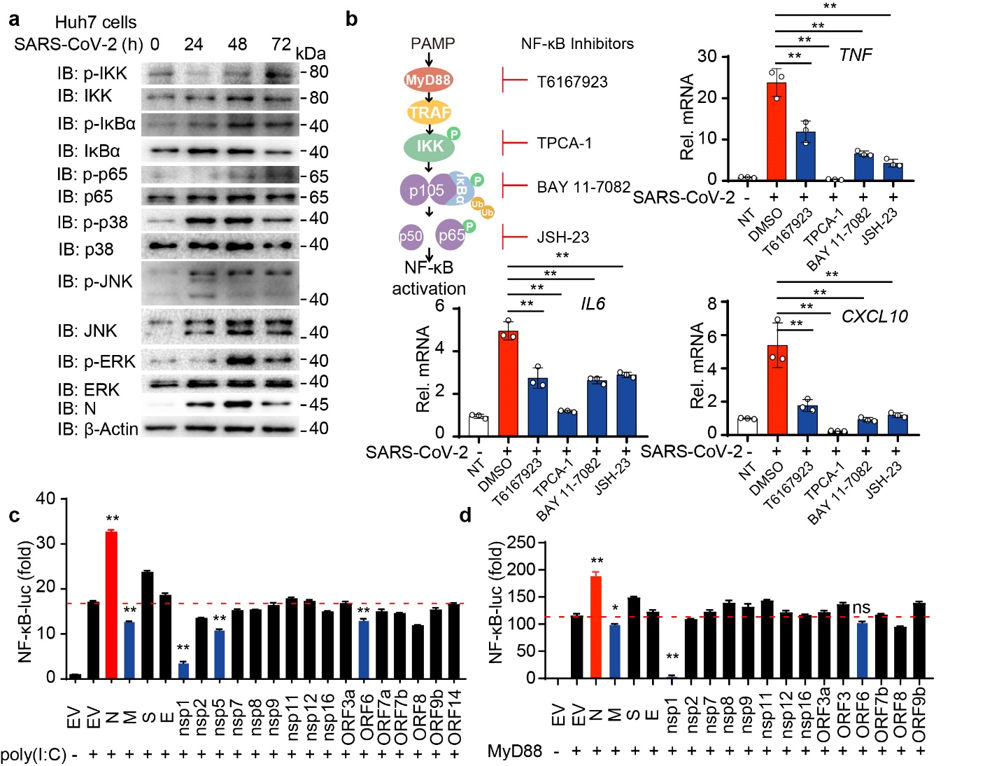 a
Huh7 cells
SARS-CoV-2 (h) 0 24 48 72
kDa
IB: p-IKK -80
IB: IKK -80
IB: p-IκBα -40
IB: IκBα -40
IB: p-p65 -65
IB: p65 -65
IB: p-p38 -40
IB: p38 -40
IB: p-JNK -40
IB: JNK -40
IB: p-ERK -40
IB: ERK -40
IB: N -45
IB: β-Actin -40
b
PAMP
NF-κB Inhibitors
MyD88
T6167923
TRAF
IKK P
TPCA-1
p105 IκBα P
Ub Ub
BAY 11-7082
p50 p65 P
JSH-23
NF-κB
activation
** ** ** **
TNF
Rel. mRNA
30
20
10
0
SARS-CoV-2 - + + + + +
NT
DMSO
T6167923
TPCA-1
BAY 11-7082
JSH-23
** ** ** **
IL6
Rel. mRNA
6
4
2
0
SARS-CoV-2 - + + + + +
NT
DMSO
T6167923
TPCA-1
BAY 11-7082
JSH-23
** ** ** **
CXCL10
Rel. mRNA
8
6
4
2
0
SARS-CoV-2 - + + + + +
NT
DMSO
T6167923
TPCA-1
BAY 11-7082
JSH-23
c
NF-κB-luc (fold)
40
30
20
10
0
** ** ** ** **
EV
EV
N
M
S
E
nsp1
nsp2
nsp5
nsp7
nsp8
nsp9
nsp11
nsp12
nsp16
ORF3a
ORF6
ORF7a
ORF7b
ORF8
ORF9b
ORF14
poly(I:C) - + + + + + + + + + + + + + + + + + + + + +
d
NF-κB-luc (fold)
250
200
150
100
50
0
** * ** ns
EV
EV
N
M
S
E
nsp1
nsp2
nsp7
nsp8
nsp9
nsp11
nsp12
nsp16
ORF3a
ORF3
ORF6
ORF7b
ORF8
ORF9b
MyD88 - + + + + + + + + + + + + + + + + + + +